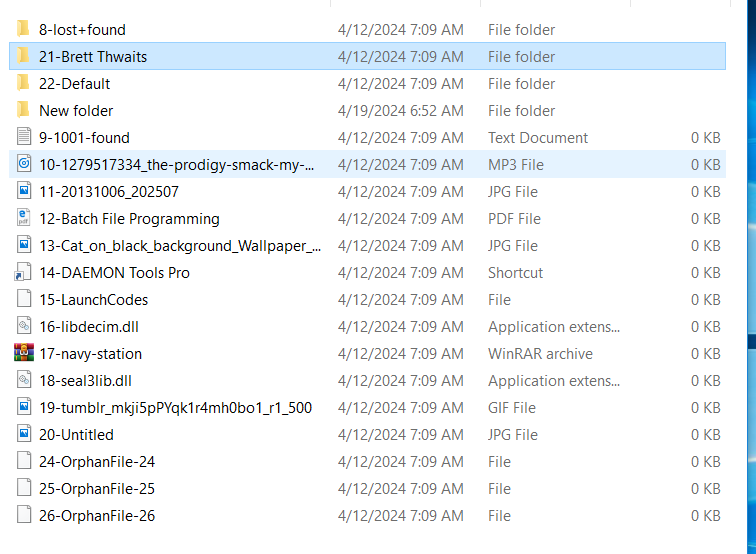 8-lost+found 4/12/2024 7:09 AM File folder
21-Brett Thwaits 4/12/2024 7:09 AM File folder
22-Default 4/12/2024 7:09 AM File folder
New folder 4/19/2024 6:52 AM File folder
9-1001-found 4/12/2024 7:09 AM Text Document 0 KB
10-1279517334_the-prodigy-smack-my-... 4/12/2024 7:09 AM MP3 File 0 KB
11-20131006_202507 4/12/2024 7:09 AM JPG File 0 KB
12-Batch File Programming 4/12/2024 7:09 AM PDF File 0 KB
13-Cat_on_black_background_Wallpaper_... 4/12/2024 7:09 AM JPG File 0 KB
14-DAEMON Tools Pro 4/12/2024 7:09 AM Shortcut 0 KB
15-LaunchCodes 4/12/2024 7:09 AM File 0 KB
16-libdecim.dll 4/12/2024 7:09 AM Application extens... 0 KB
17-navy-station 4/12/2024 7:09 AM WinRAR archive 0 KB
18-seal3lib.dll 4/12/2024 7:09 AM Application extens... 0 KB
19-tumblr_mkji5pPYqk1r4mh0bo1_r1_500 4/12/2024 7:09 AM GIF File 0 KB
20-Untitled 4/12/2024 7:09 AM JPG File 0 KB
24-OrphanFile-24 4/12/2024 7:09 AM File 0 KB
25-OrphanFile-25 4/12/2024 7:09 AM File 0 KB
26-OrphanFile-26 4/12/2024 7:09 AM File 0 KB